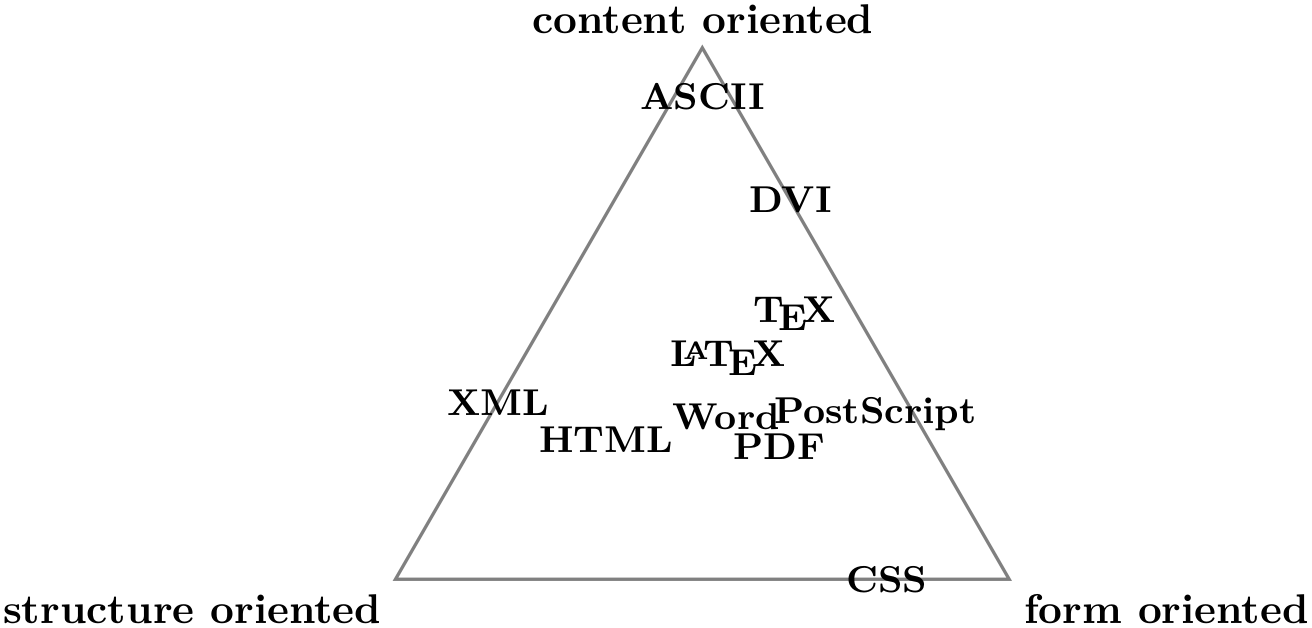 content oriented
ASCII
DVI
TEX
LATEX
XML
Word
PostScript
HTML
PDF
CSS
structure oriented
form oriented